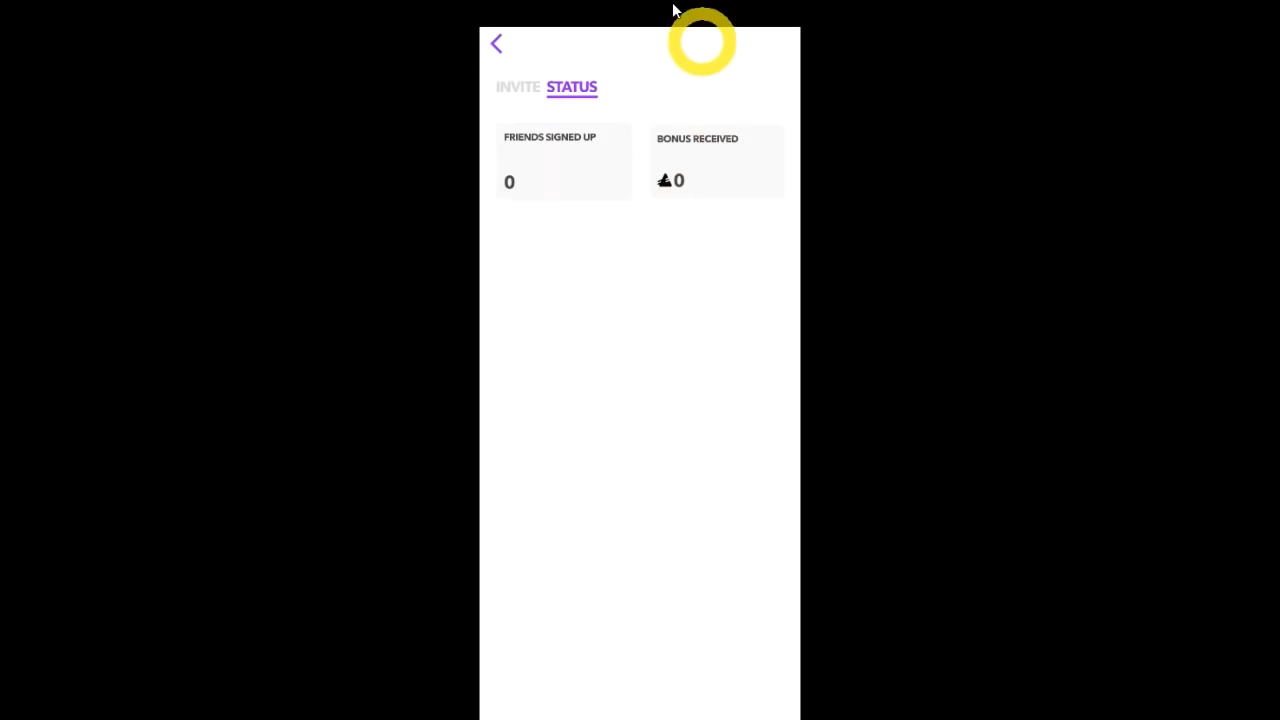 INVITE STATUS
FRIENDS SIGNED UP
0
BONUS RECEIVED
0